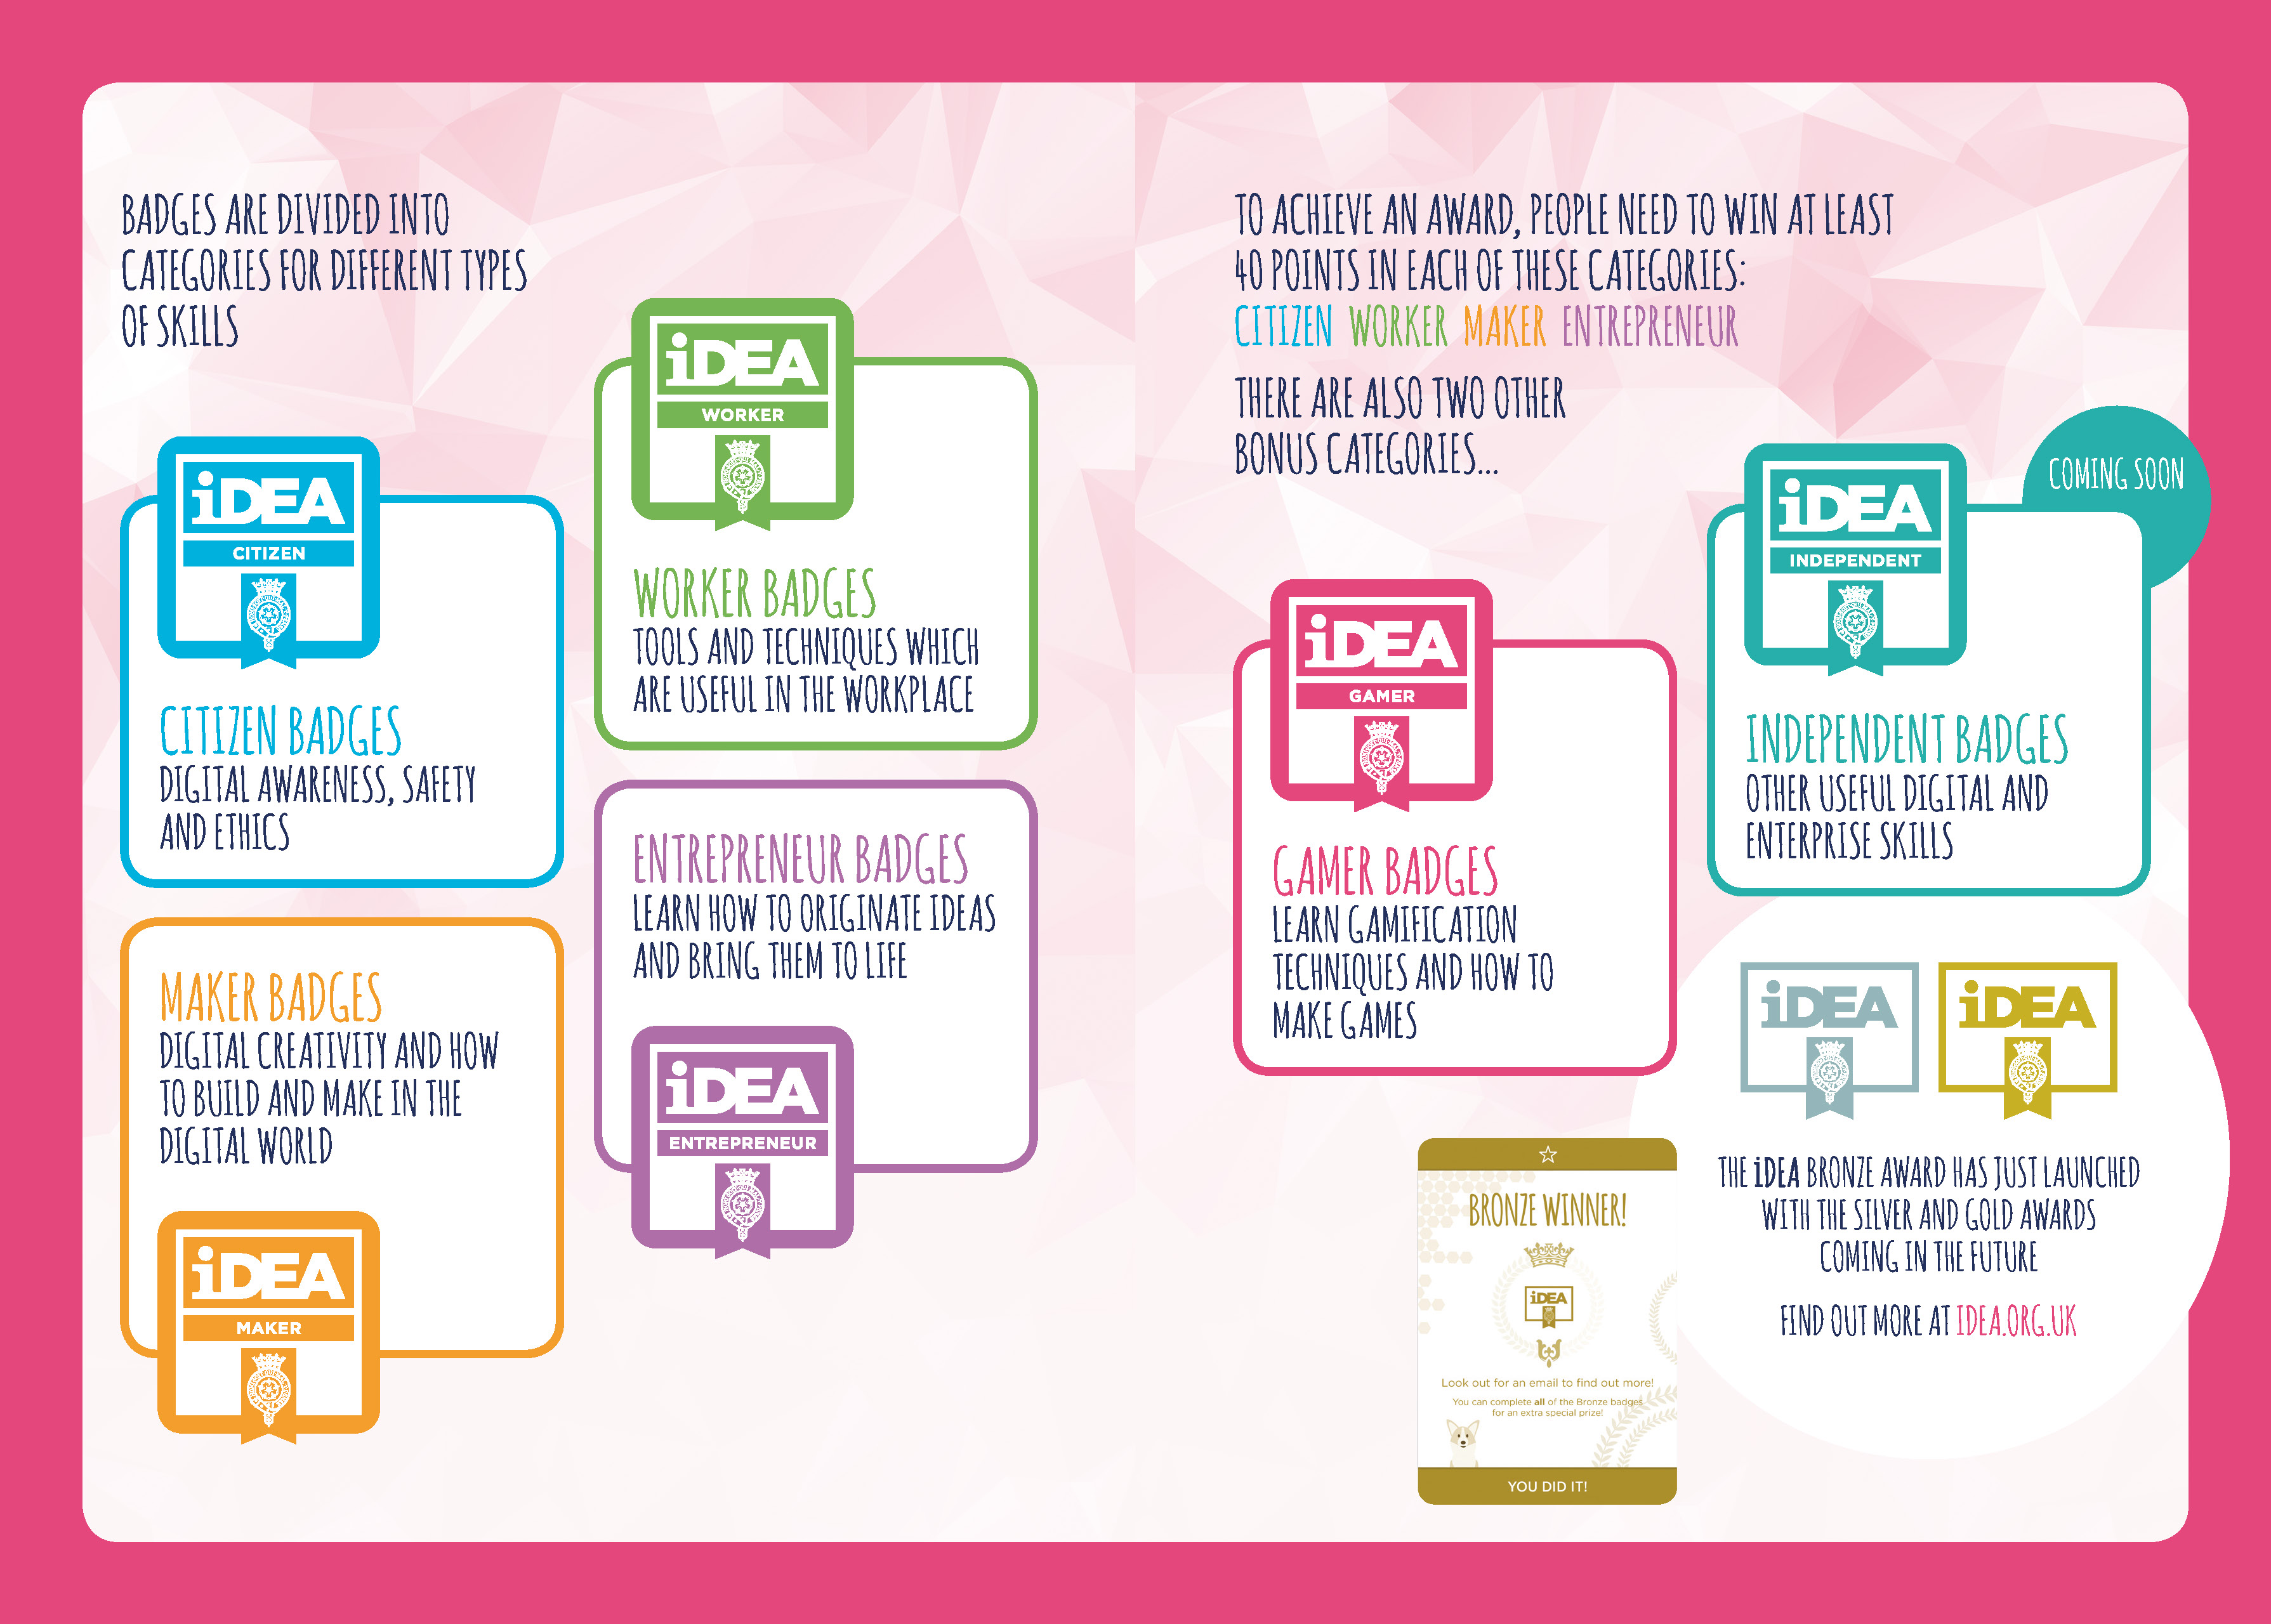 BADGES ARE DIVIDED INTO
CATEGORIES FOR DIFFERENT TYPES
OF SKILLS
iDEA
CITIZEN
CITIZEN BADGES
DIGITAL AWARENESS, SAFETY
AND ETHICS
iDEA
WORKER
WORKER BADGES
TOOLS AND TECHNIQUES WHICH
ARE USEFUL IN THE WORKPLACE
MAKER BADGES
DIGITAL CREATIVITY AND HOW
TO BUILD AND MAKE IN THE
DIGITAL WORLD
iDEA
MAKER
ENTREPRENEUR BADGES
LEARN HOW TO ORIGINATE IDEAS
AND BRING THEM TO LIFE
iDEA
ENTREPRENEUR
TO ACHIEVE AN AWARD, PEOPLE NEED TO WIN AT LEAST
40 POINTS IN EACH OF THESE CATEGORIES:
CITIZEN WORKER MAKER ENTREPRENEUR
THERE ARE ALSO TWO OTHER
BONUS CATEGORIES...
iDEA
GAMER
GAMER BADGES
LEARN GAMIFICATION
TECHNIQUES AND HOW TO
MAKE GAMES
COMING SOON
iDEA
INDEPENDENT
INDEPENDENT BADGES
OTHER USEFUL DIGITAL AND
ENTERPRISE SKILLS
iDEA iDEA
THE iDEA BRONZE AWARD HAS JUST LAUNCHED
WITH THE SILVER AND GOLD AWARDS
COMING IN THE FUTURE
FIND OUT MORE AT IDEA.ORG.UK
BRONZE WINNER!
iDEA
Look out for an email to find out more!
You can complete all of the Bronze badges
for an extra special prize!
YOU DID IT!